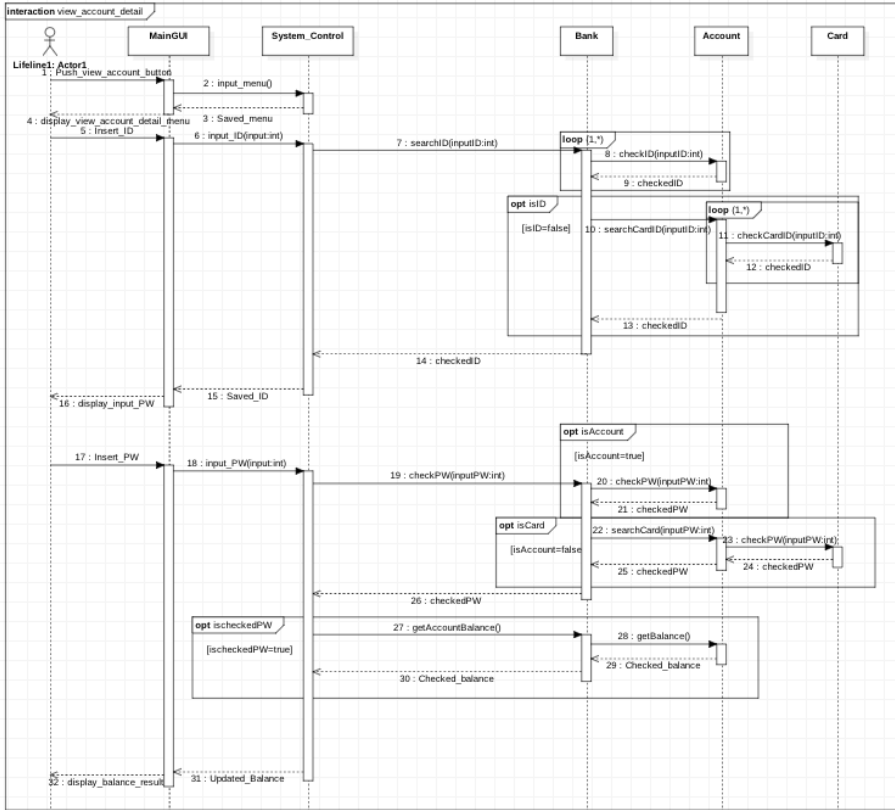 interaction view_account_detail
MainGUI
System_Control
Bank
Account
Card
Lifeline1: Actor1
1 : Push_view_account_button
2 : input_menu()
3 : Saved_menu
4 : display_view_account_detail_menu
5 : Insert_ID
6 : input_ID(input:int)
7 : searchID(inputID:int)
loop (1,*)
8 : checkID(inputID:int)
9 : checkedID
opt isID
[isID=false]
10 : searchCardID(inputID:int)
loop (1,*)
11 : checkCardID(inputID:int)
12 : checkedID
13 : checkedID
14 : checkedID
15 : Saved_ID
16 : display_input_PW
opt isAccount
[isAccount=true]
17 : Insert_PW
18 : input_PW(input:int)
19 : checkPW(inputPW:int)
20 : checkPW(inputPW:int)
21 : checkedPW
opt isCard
[isAccount=false
22 : searchCard(inputPW:int)
23 : checkPW(inputPW:int)
24 : checkedPW
25 : checkedPW
26 : checkedPW
opt ischeckedPW
[ischeckedPW=true]
27 : getAccountBalance()
28 : getBalance()
29 : Checked_balance
30 : Checked_balance
31 : Updated_Balance
32 : display_balance_result